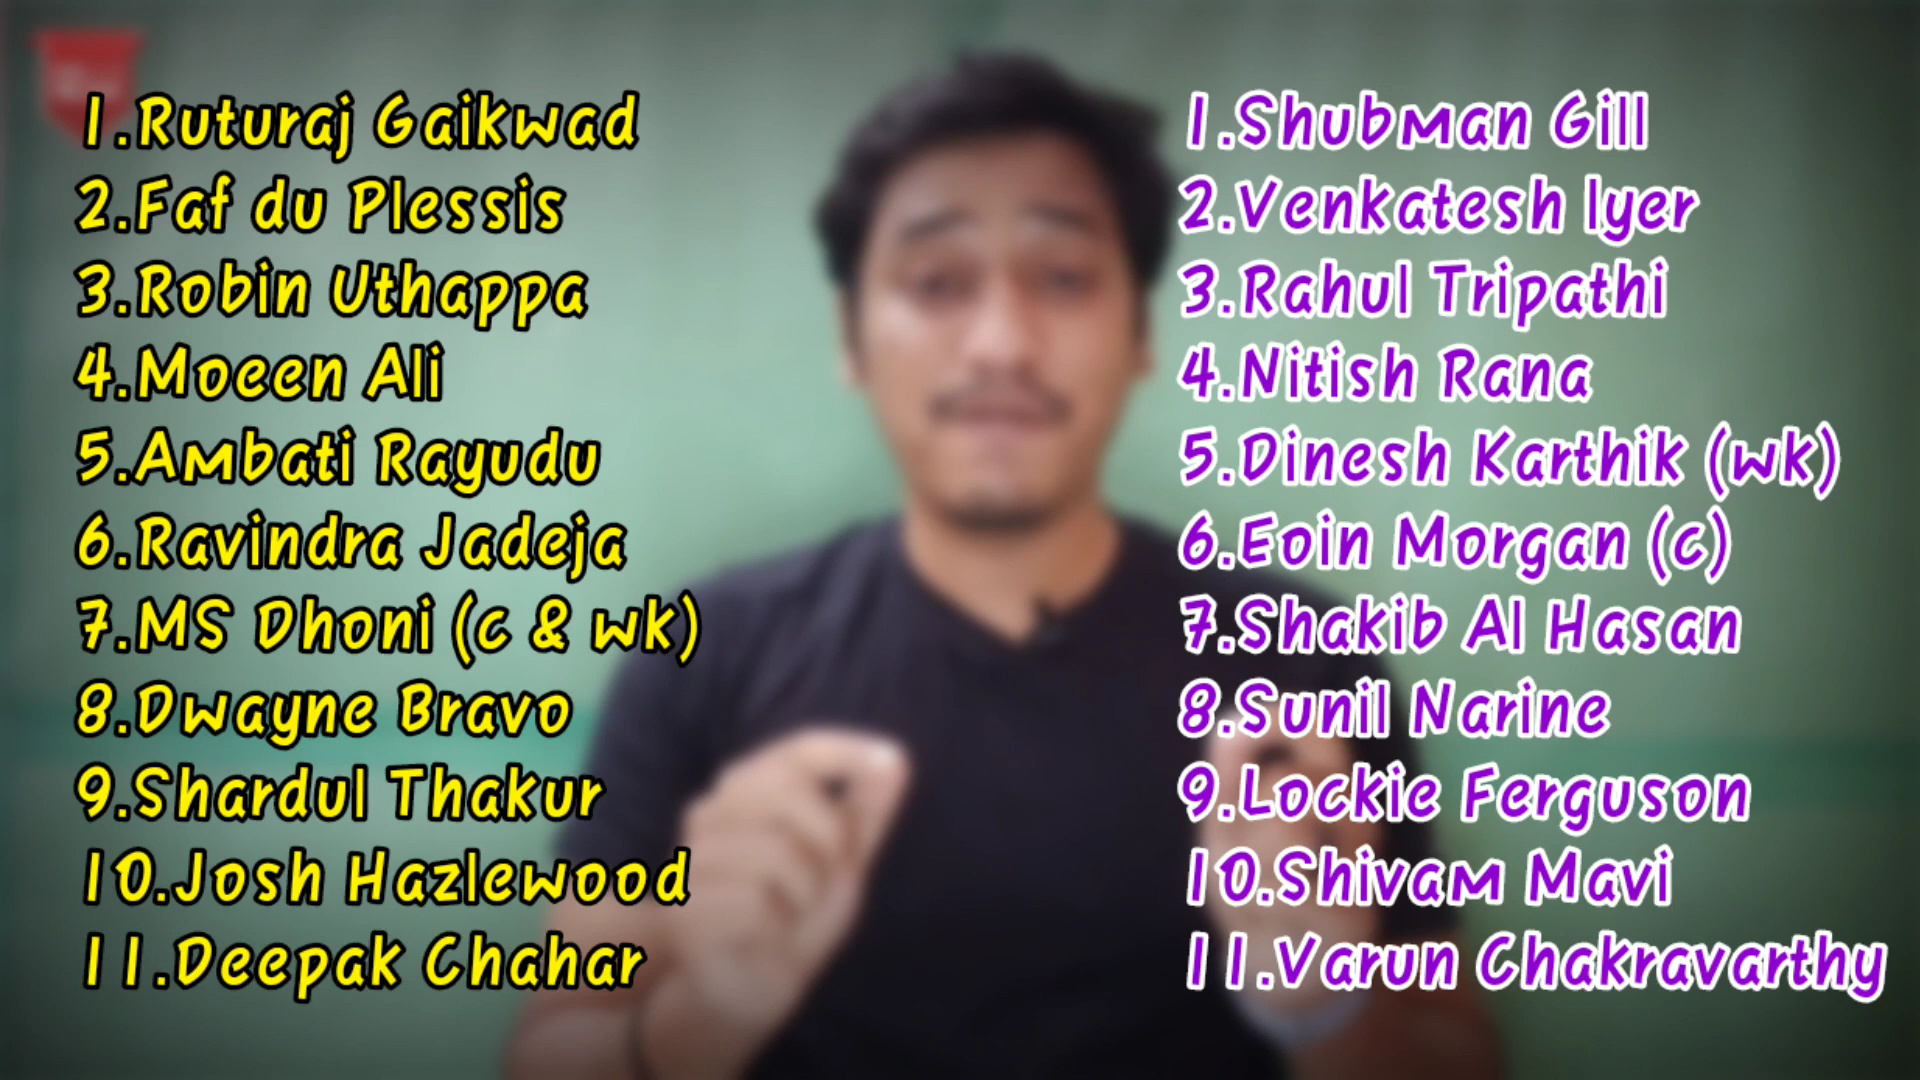 1.Ruturaj Gaikwad
2.Faf du Plessis
3.Robin Uthappa
4.Moeen Ali
5.Ambati Rayudu
6.Ravindra Jadeja
7.MS Dhoni (c & wk)
8.Dwayne Bravo
9.Shardul Thakur
10.Josh Hazlewood
11.Deepak Chahar
1.Shubman Gill
2.Venkatesh Iyer
3.Rahul Tripathi
4.Nitish Rana
5.Dinesh Karthik (wk)
6.Eoin Morgan (c)
7.Shakib Al Hasan
8.Sunil Narine
9.Lockie Ferguson
10.Shivam Mavi
11.Varun Chakravarthy